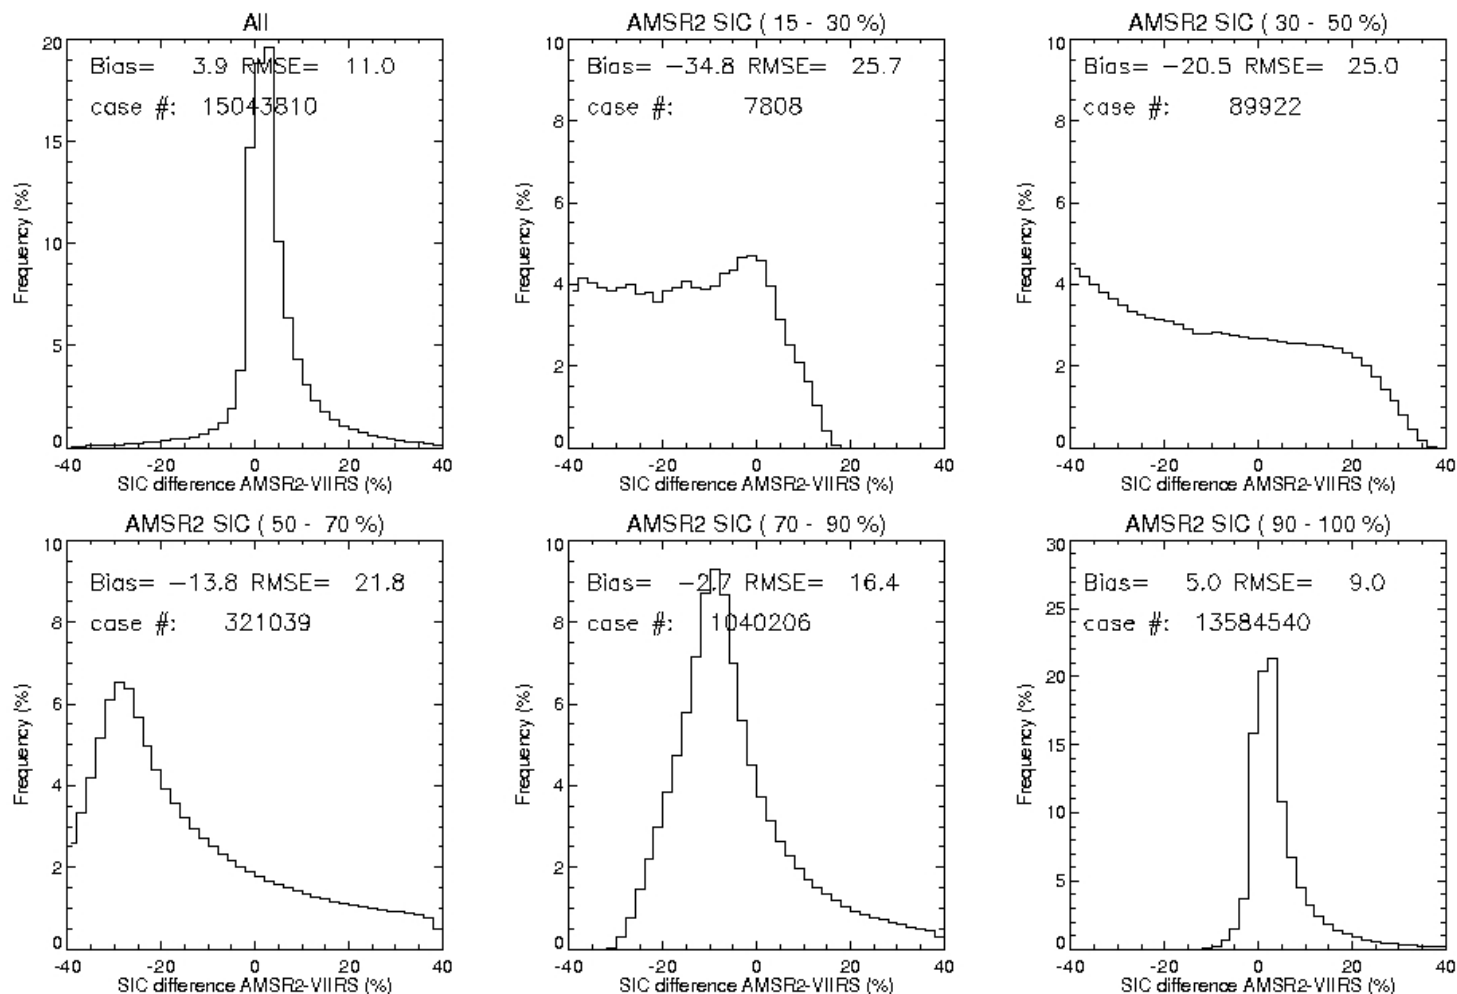 All
Bias= 3.9 RMSE= 11.0
case #: 15043810
Frequency (%)
20
15
10
5
0
-40 -20 0 20 40
SIC difference AMSR2-VIIRS (%)
AMSR2 SIC ( 15 - 30 %)
Bias= -34.8 RMSE= 25.7
case #: 7808
Frequency (%)
10
8
6
4
2
0
-40 -20 0 20 40
SIC difference AMSR2-VIIRS (%)
AMSR2 SIC ( 30 - 50 %)
Bias= -20.5 RMSE= 25.0
case #: 89922
Frequency (%)
10
8
6
4
2
0
-40 -20 0 20 40
SIC difference AMSR2-VIIRS (%)
AMSR2 SIC ( 50 - 70 %)
Bias= -13.8 RMSE= 21.8
case #: 321039
Frequency (%)
10
8
6
4
2
0
-40 -20 0 20 40
SIC difference AMSR2-VIIRS (%)
AMSR2 SIC ( 70 - 90 %)
Bias= -2.7 RMSE= 16.4
case #: 1040206
Frequency (%)
10
8
6
4
2
0
-40 -20 0 20 40
SIC difference AMSR2-VIIRS (%)
AMSR2 SIC ( 90 - 100 %)
Bias= 5.0 RMSE= 9.0
case #: 13584540
Frequency (%)
30
25
20
15
10
5
0
-40 -20 0 20 40
SIC difference AMSR2-VIIRS (%)